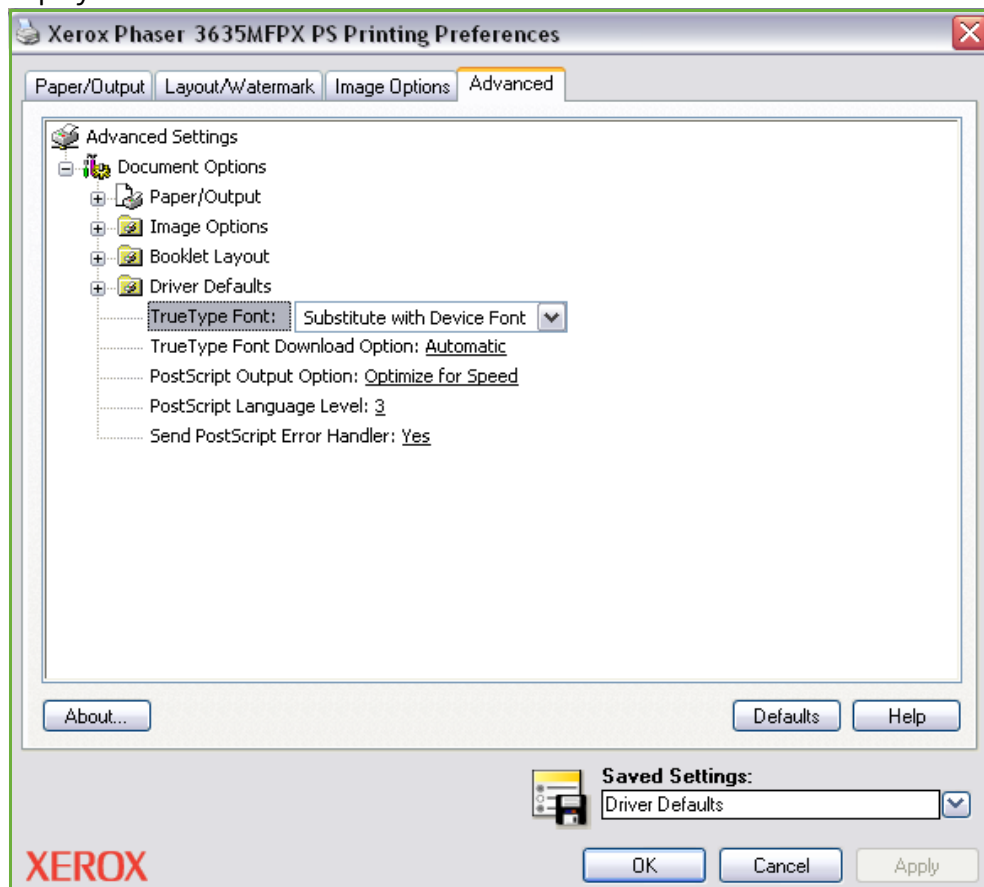 Xerox Phaser 3635MFPX PS Printing Preferences
Paper/Output Layout/Watermark Image Options Advanced
Advanced Settings
Document Options
Paper/Output
Image Options
Booklet Layout
Driver Defaults
TrueType Font: Substitute with Device Font
TrueType Font Download Option: Automatic
PostScript Output Option: Optimize for Speed
PostScript Language Level: 3
Send PostScript Error Handler: Yes
About... Defaults Help
Saved Settings:
Driver Defaults
XEROX OK Cancel Apply